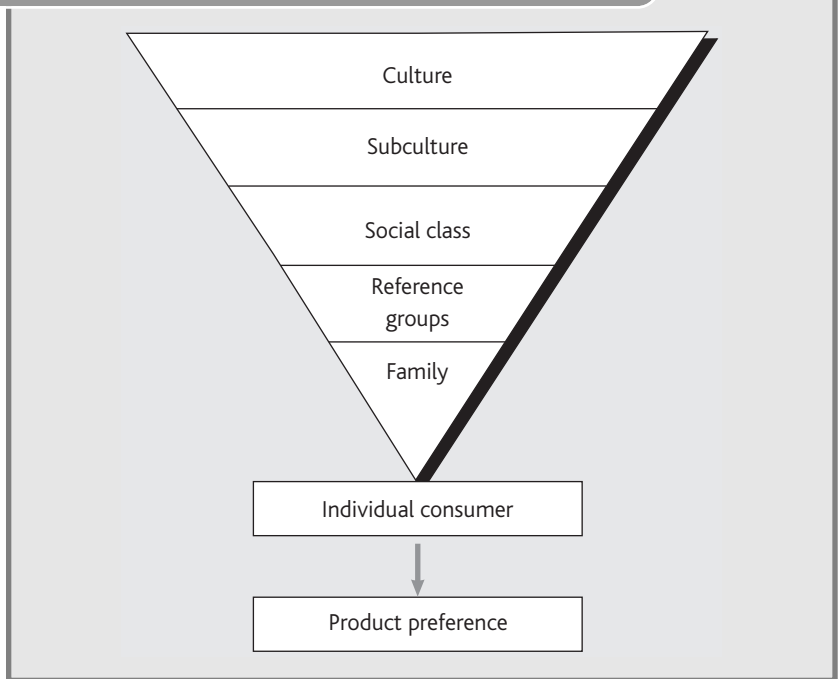 Culture
Subculture
Social class
Reference
groups
Family
Individual consumer
Product preference